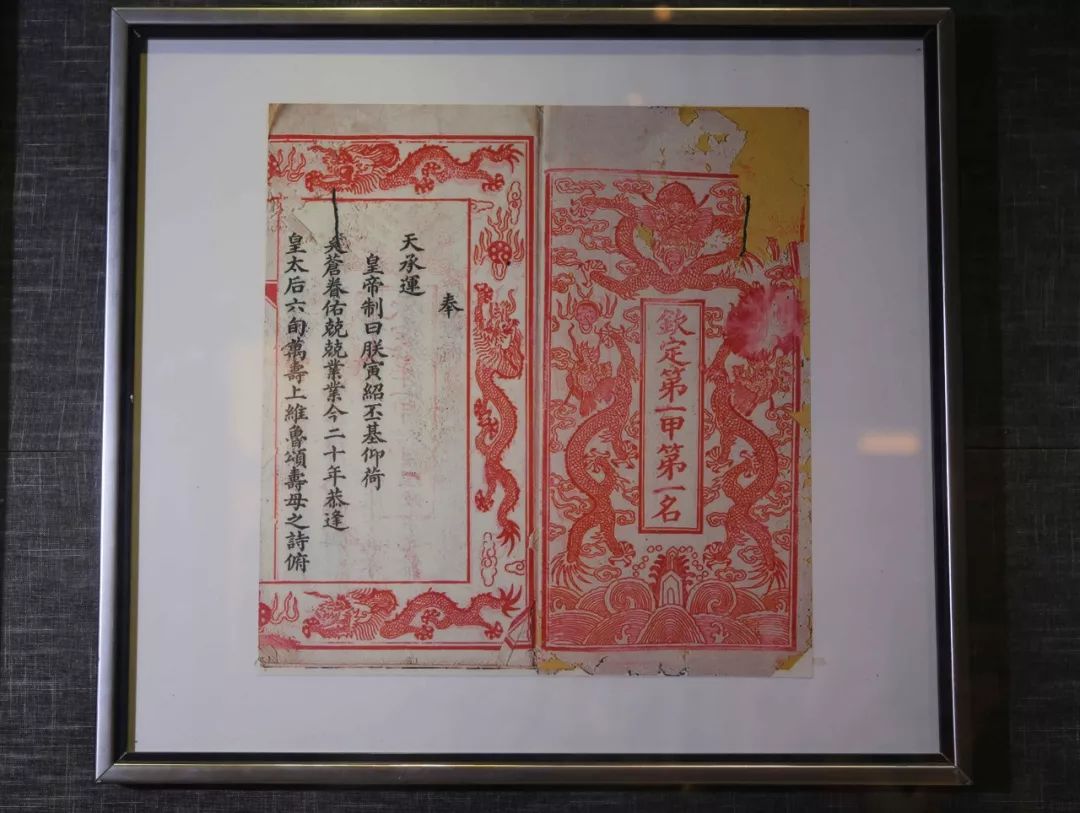 欽定第一甲第一名
奉
天承運
皇帝制曰朕寅紹丕基仰荷
昊蒼眷佑兢兢業業今二十年恭逢
皇太后六旬萬壽上維魯頌壽母之詩俯